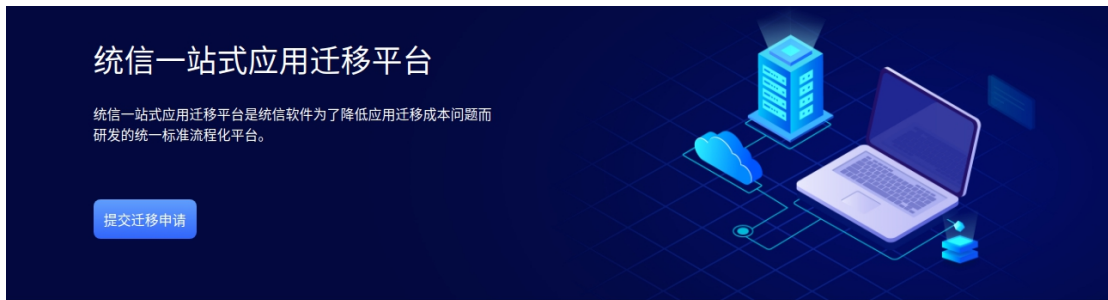 统信一站式应用迁移平台
统信一站式应用迁移平台是统信软件为了降低应用迁移成本问题而
研发的统一标准流程化平台。
提交迁移申请